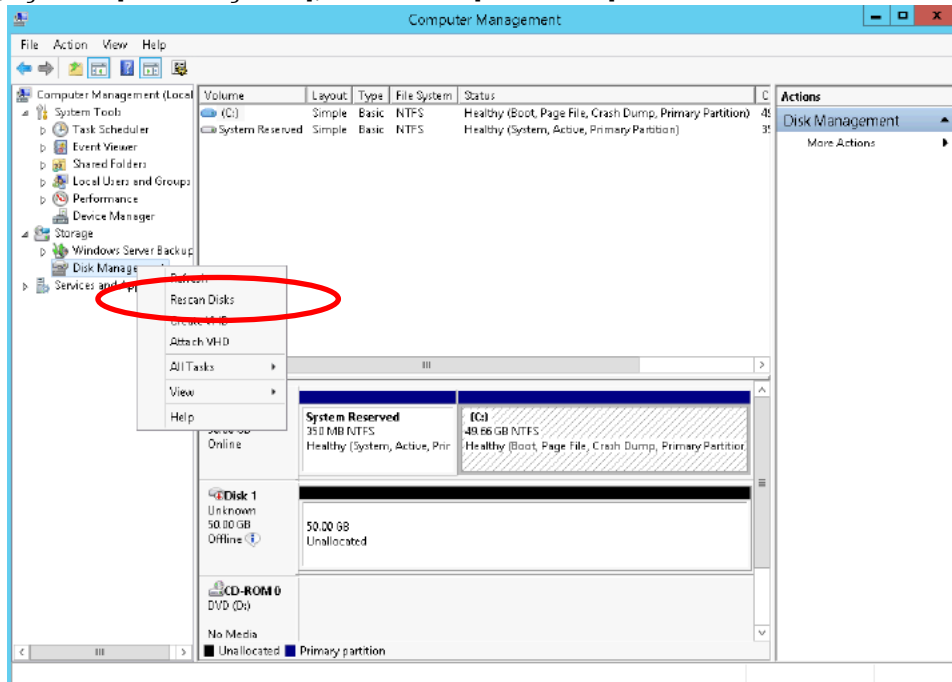 Computer Management
File Action View Help
Computer Management (Local
System Tools
Task Scheduler
Event Viewer
Shared Folders
Local Users and Groups
Performance
Device Manager
Storage
Windows Server Backup
Disk Manage
Services and App
Volume Layout Type File System Status C
(C:) Simple Basic NTFS Healthy (Boot, Page File, Crash Dump, Primary Partition) 49
System Reserved Simple Basic NTFS Healthy (System, Active, Primary Partition) 35
Actions
Disk Management
More Actions
Refresh
Rescan Disks
Create VHD
Attach VHD
All Tasks
View
Help
Online
System Reserved
350 MB NTFS
Healthy (System, Active, Prir
(C:)
49.66 GB NTFS
Healthy (Boot, Page File, Crash Dump, Primary Partition,
Disk 1
Unknown
50.00 GB
Offline
50.00 GB
Unallocated
CD-ROM 0
DVD (D:)
No Media
Unallocated Primary partition